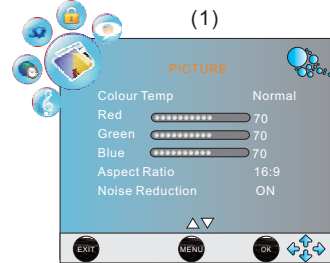 (1)
PICTURE
Colour Temp Normal
Red 70
Green 70
Blue 70
Aspect Ratio 16:9
Noise Reduction ON
EXIT MENU OK